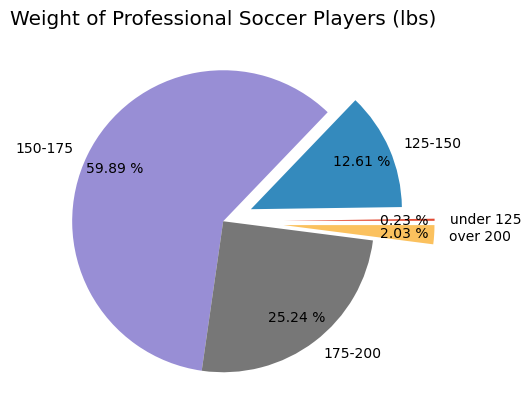 Weight of Professional Soccer Players (lbs)
125-150
150-175
12.61 %
59.89 %
under 125
0.23 %
2.03 %
over 200
25.24 %
175-200